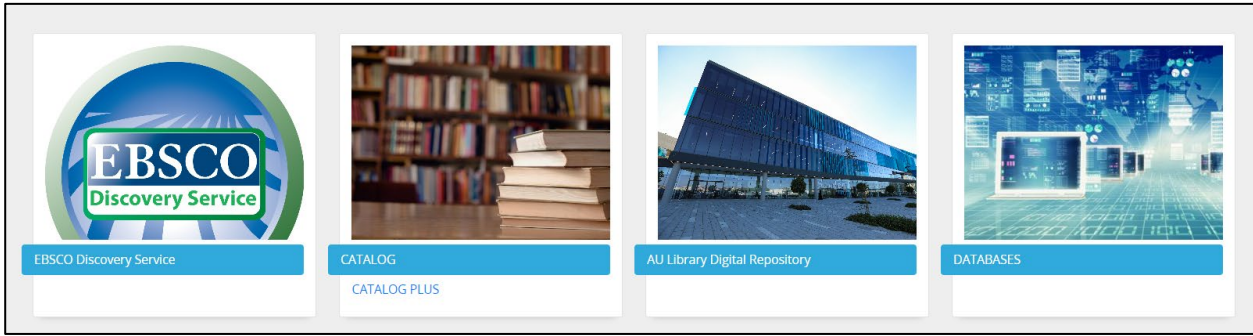 EBSCO
Discovery Service
EBSCO Discovery Service
CATALOG
CATALOG PLUS
AU Library Digital Repository
DATABASES